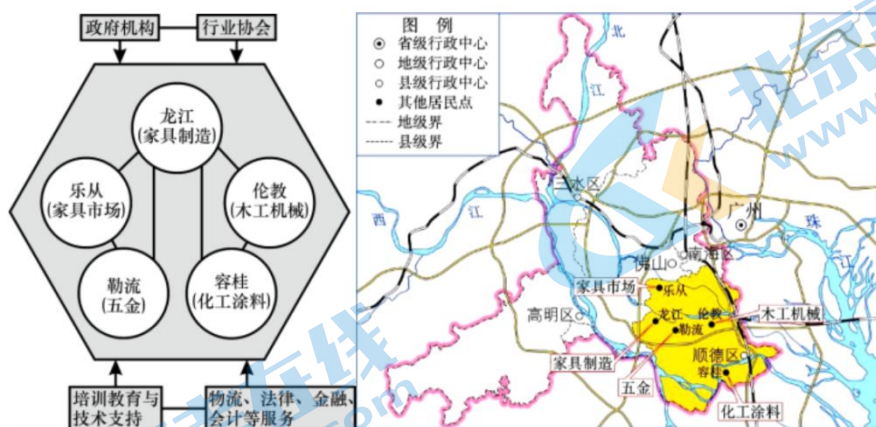 政府机构
行业协会
龙江
(家具制造)
乐从
(家具市场)
伦教
(木工机械)
勒流
(五金)
容桂
(化工涂料)
培训教育与
技术支持
物流、法律、金融、
会计等服务
图 例
省级行政中心
地级行政中心
县级行政中心
其他居民点
地级界
县级界
北
江
三水区
西
江
广州
珠
江
南海区
佛山
家具市场
乐从
高明区
龙江
伦教
勒流
木工机械
家具制造
顺德区
五金
容桂
化工涂料
北京
www.
在线
.com